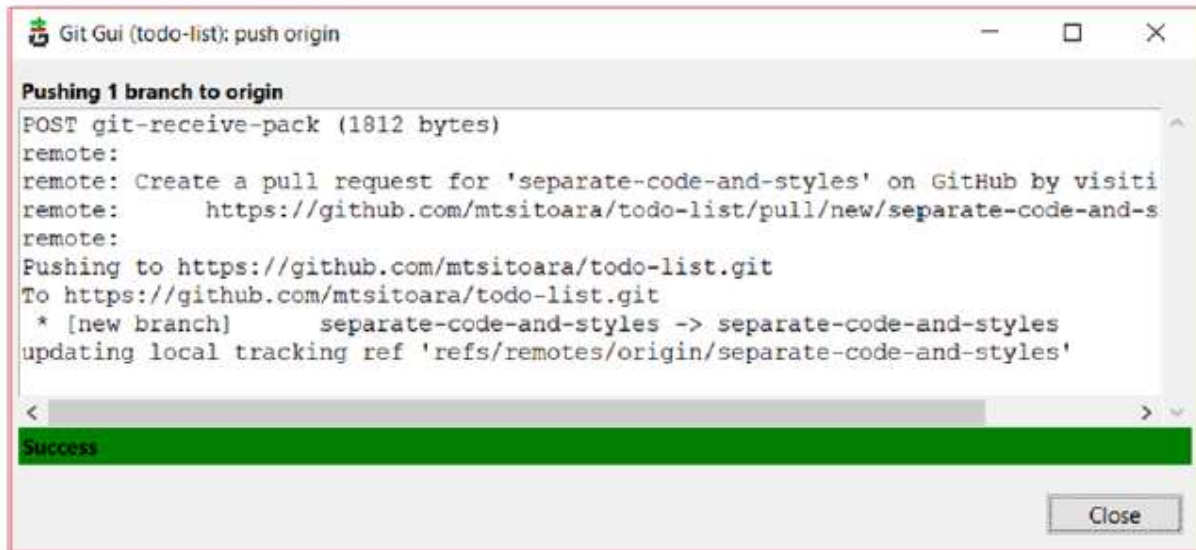 Git Gui (todo-list): push origin
Pushing 1 branch to origin
POST git-receive-pack (1812 bytes)
remote:
remote: Create a pull request for 'separate-code-and-styles' on GitHub by visiti
remote:      https://github.com/mtsitoara/todo-list/pull/new/separate-code-and-s
remote:
Pushing to https://github.com/mtsitoara/todo-list.git
To https://github.com/mtsitoara/todo-list.git
 * [new branch]      separate-code-and-styles -> separate-code-and-styles
updating local tracking ref 'refs/remotes/origin/separate-code-and-styles'
Success
Close